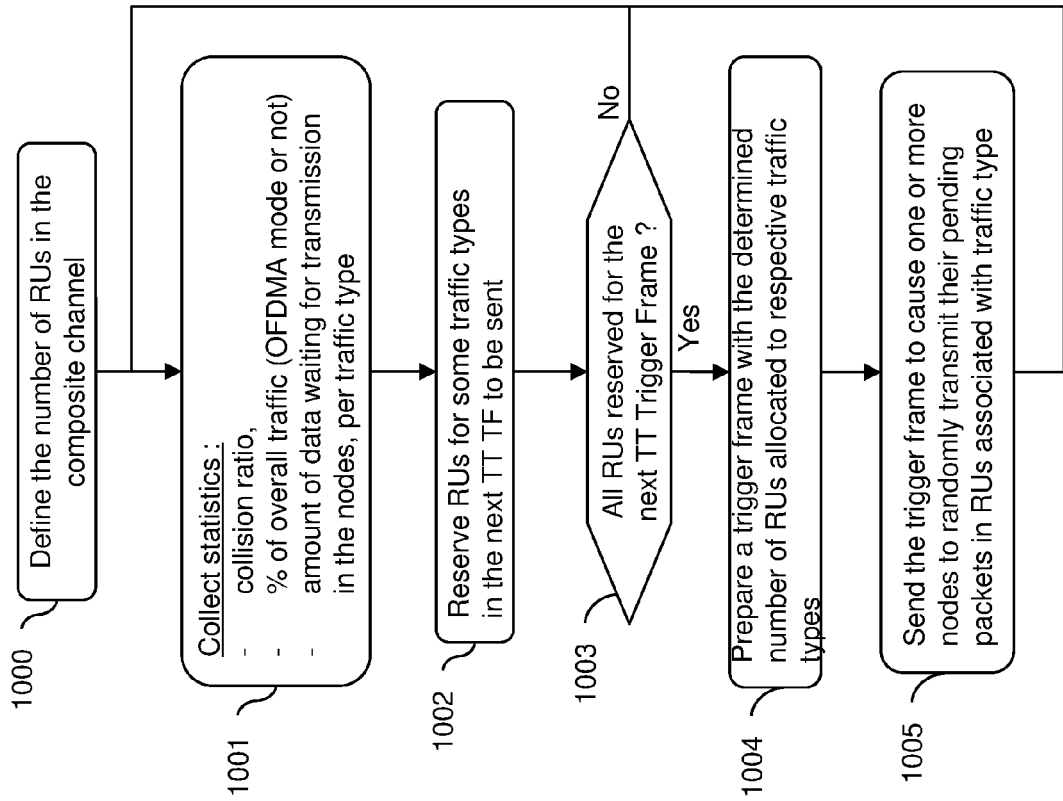 1000
Define the number of RUs in the
composite channel
1001
Collect statistics :
- collision ratio,
- % of overall traffic (OFDMA mode or not)
- amount of data waiting for transmission
in the nodes, per traffic type
1002
Reserve RUs for some traffic types
in the next TT TF to be sent
1003
All RUs reserved for the
next TT Trigger Frame ?
No
Yes
1004
Prepare a trigger frame with the determined
number of RUs allocated to respective traffic
types
1005
Send the trigger frame to cause one or more
nodes to randomly transmit their pending
packets in RUs associated with traffic type